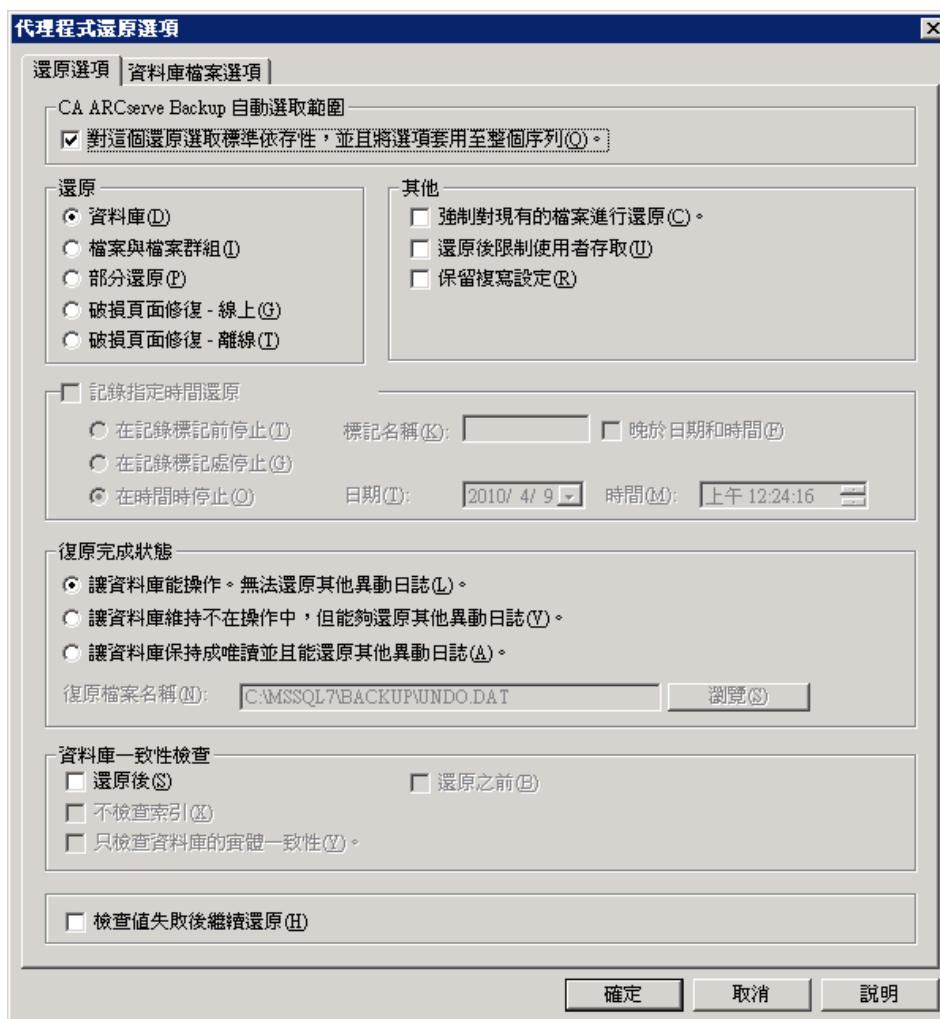 代理程式還原選項
還原選項 資料庫檔案選項
CA ARCserve Backup 自動選取範圍
對這個還原選取標準依存性，並且將選項套用至整個序列(Q)。
還原
資料庫(D)
檔案與檔案群組(I)
部分還原(P)
破損頁面修復 - 線上(G)
破損頁面修復 - 離線(T)
其他
強制對現有的檔案進行還原(C)。
還原後限制使用者存取(U)
保留複寫設定(R)
記錄指定時間還原
在記錄標記前停止(T) 標記名稱(K): 晚於日期和時間(F)
在記錄標記處停止(G)
在時間時停止(O) 日期(T): 2010/ 4/ 9 時間(M): 上午 12:24:16
復原完成狀態
讓資料庫能操作。無法還原其他異動日誌(L)。
讓資料庫維持不在操作中，但能夠還原其他異動日誌(V)。
讓資料庫保持成唯讀並且能還原其他異動日誌(A)。
復原檔案名稱(N): C:\MSSQL7\BACKUP\UNDO.DAT 瀏覽(S)
資料庫一致性檢查
還原後(S) 還原之前(B)
不檢查索引(X)
只檢查資料庫的實體一致性(Y)。
檢查值失敗後繼續還原(H)
確定 取消 說明